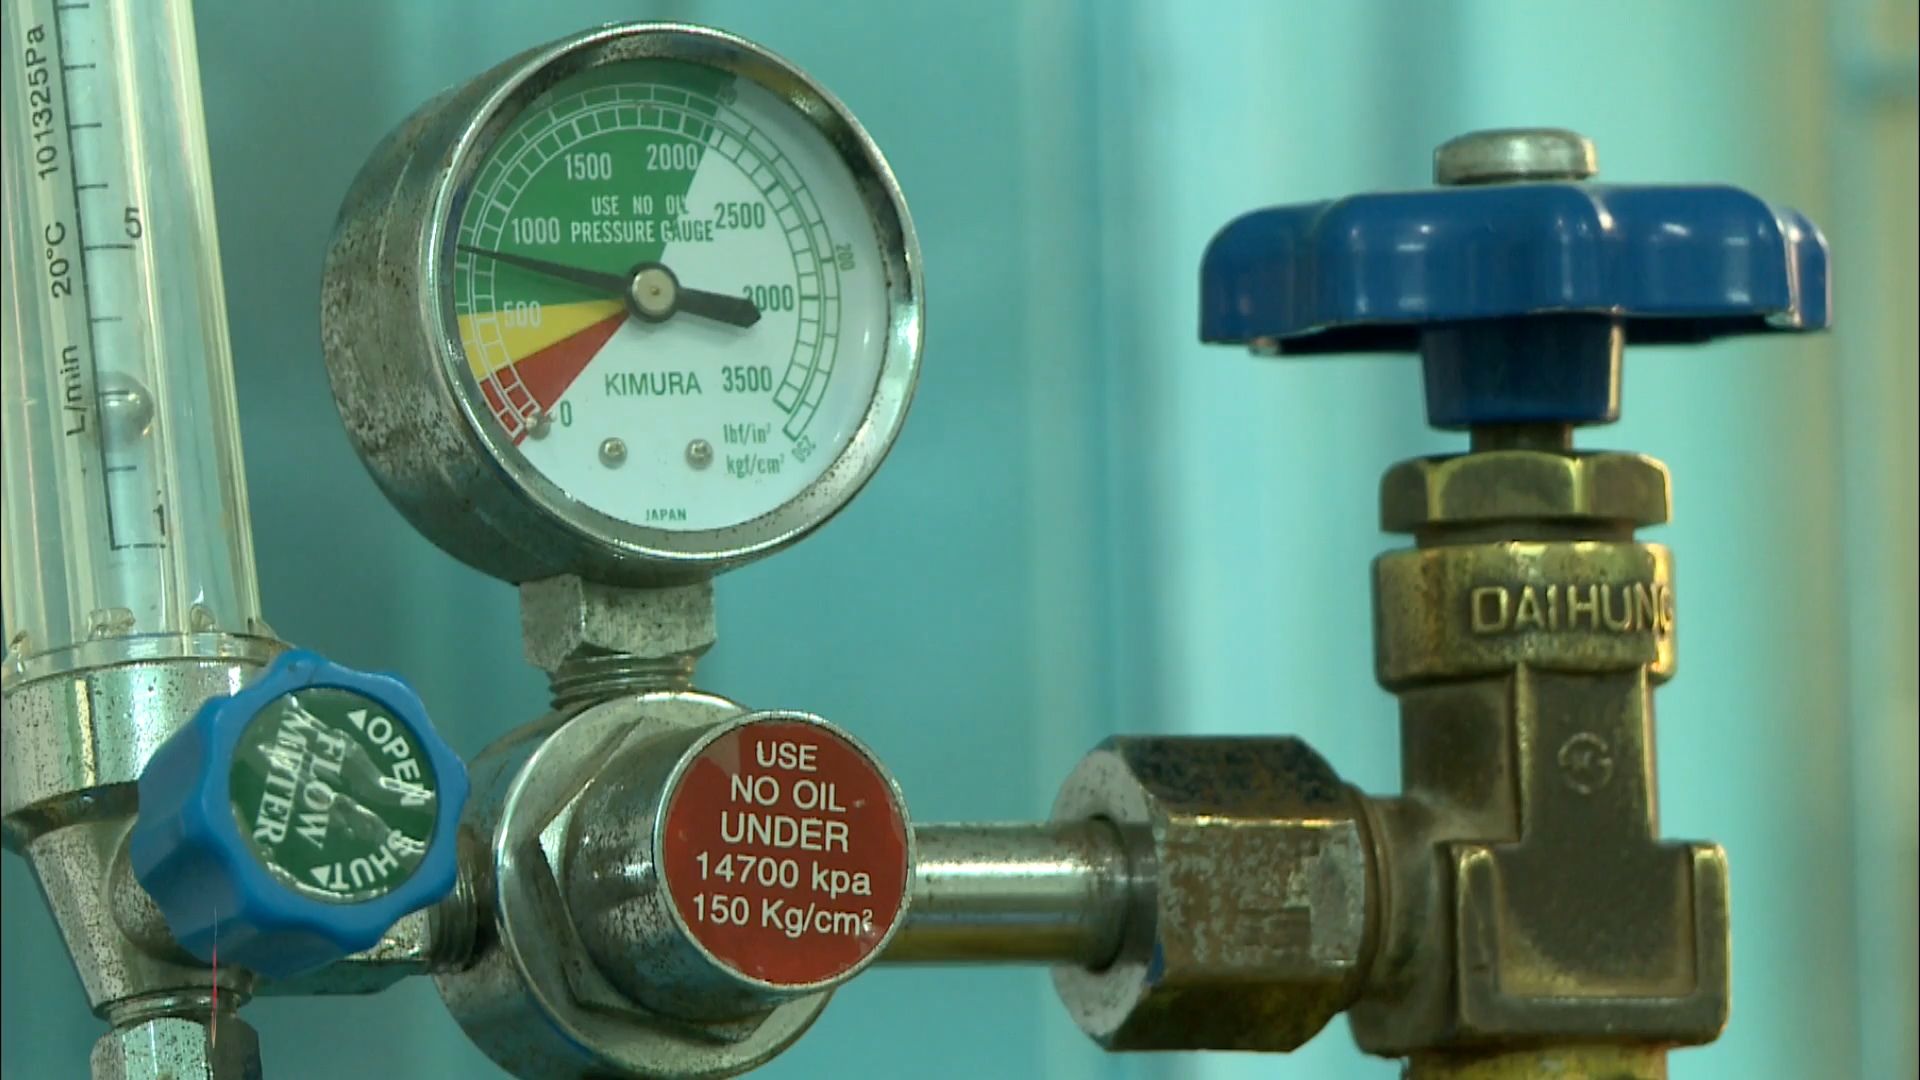 L/min 20°C 101325Pa
5
1
1500 2000
USE NO OIL
1000 PRESSURE GAUGE 2500
500 3000
KIMURA 3500
0
lbf/in²
kgf/cm²
200
250
JAPAN
▲OPEN
FLOW
METER
SHUT▲
USE
NO OIL
UNDER
14700 kpa
150 Kg/cm²
DAIHUNG